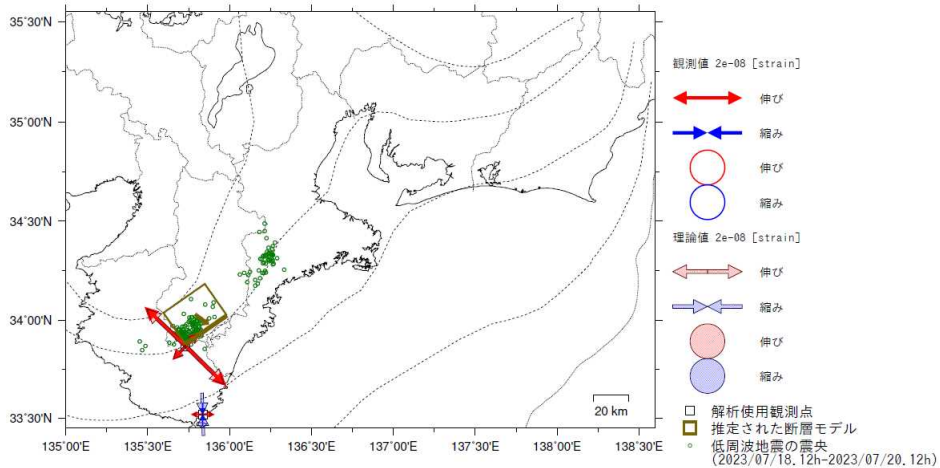 35°30'N
35°00'N
34°30'N
34°00'N
33°30'N
135°00'E 135°30'E 136°00'E 136°30'E 137°00'E 137°30'E 138°00'E 138°30'E
20 km
観測値 2e-08 [strain]
伸び
縮み
伸び
縮み
理論値 2e-08 [strain]
伸び
縮み
伸び
縮み
解析使用観測点
推定された断層モデル
低周波地震の震央
(2023/07/18.12h-2023/07/20.12h)